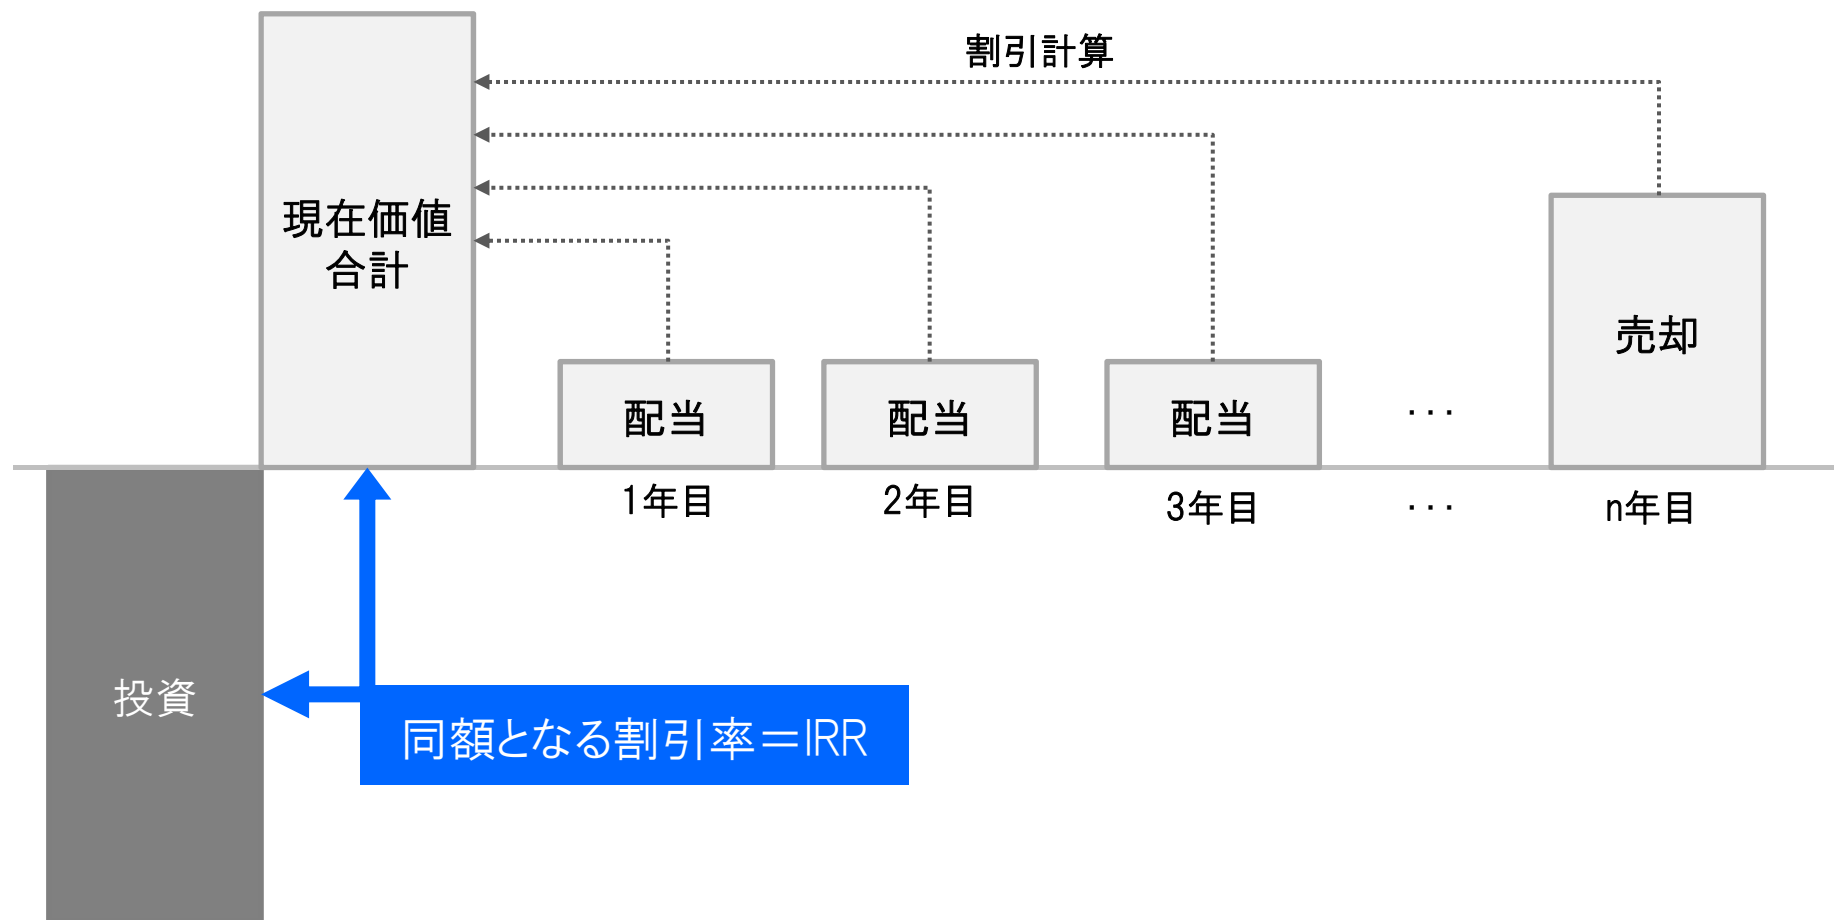 割引計算
現在価値
合計
売却
配当
配当
配当
...
1年目
2年目
3年目
...
n年目
投資
同額となる割引率＝IRR